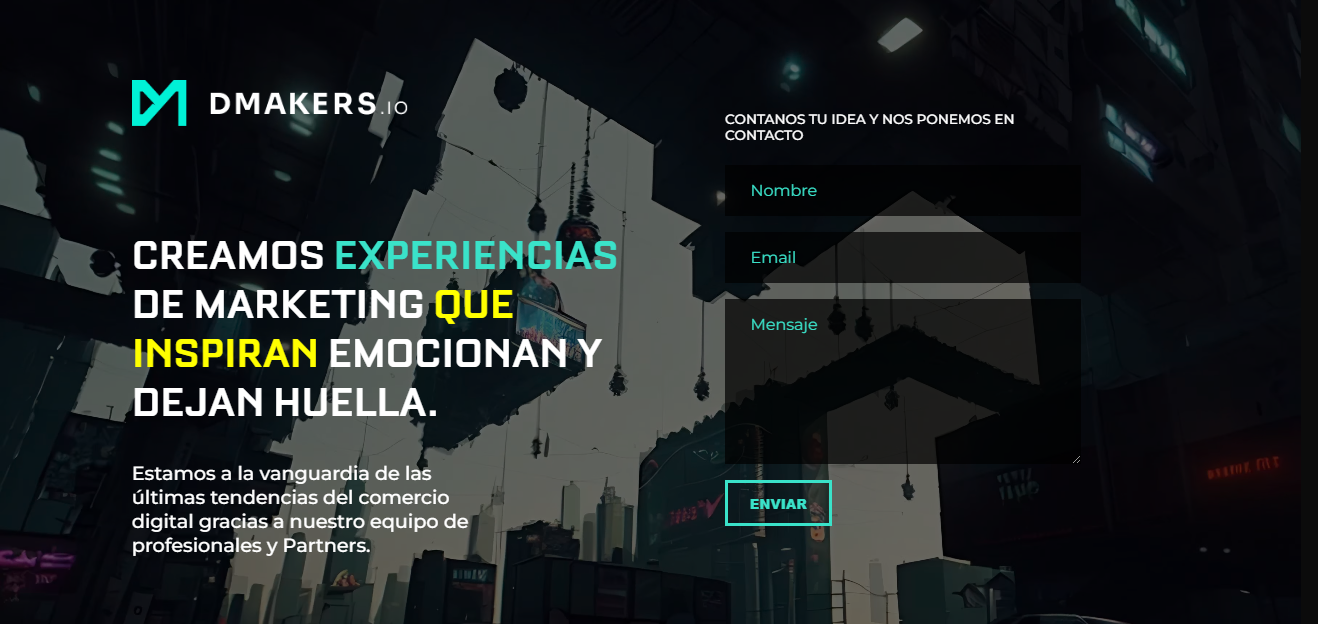 DMAKERS.IO
CREAMOS EXPERIENCIAS
DE MARKETING QUE
INSPIRAN EMOCIONAN Y
DEJAN HUELLA.
Estamos a la vanguardia de las
últimas tendencias del comercio
digital gracias a nuestro equipo de
profesionales y Partners.
CONTANOS TU IDEA Y NOS PONEMOS EN
CONTACTO
Nombre
Email
Mensaje
ENVIAR